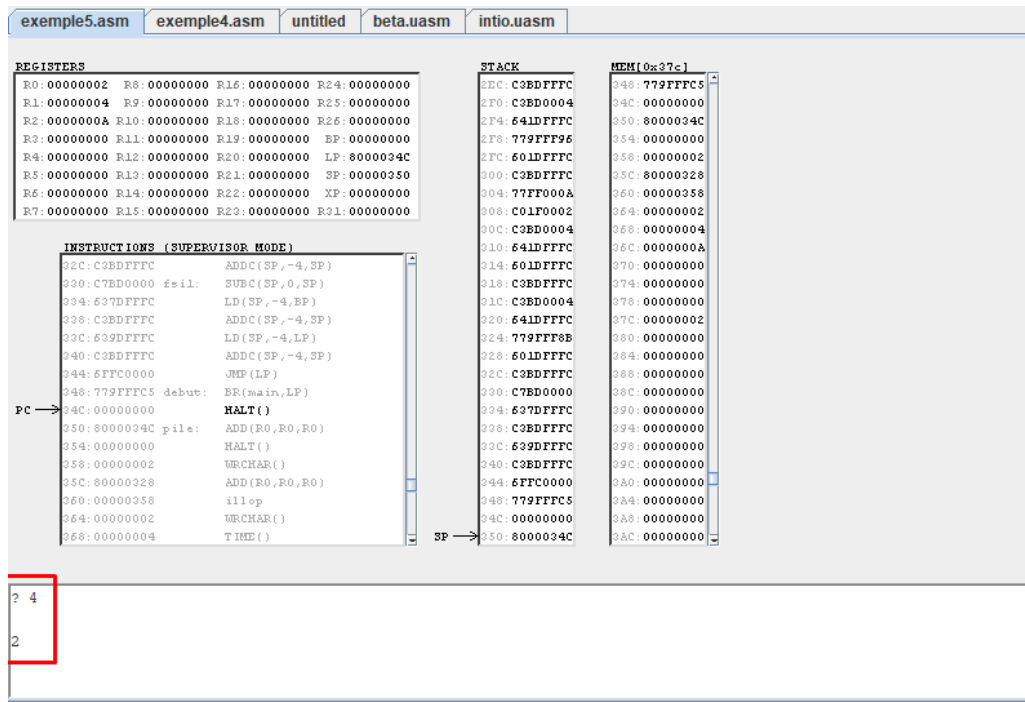 exemple5.asm exemple4.asm untitled beta.uasm intio.uasm
REGISTERS
R0:00000002 R8:00000000 R16:00000000 R24:00000000
R1:00000004 R9:00000000 R17:00000000 R25:00000000
R2:0000000A R10:00000000 R18:00000000 R26:00000000
R3:00000000 R11:00000000 R19:00000000 BP:00000000
R4:00000000 R12:00000000 R20:00000000 LP:8000034C
R5:00000000 R13:00000000 R21:00000000 SP:00000350
R6:00000000 R14:00000000 R22:00000000 XP:00000000
R7:00000000 R15:00000000 R23:00000000 R31:00000000
INSTRUCTIONS (SUPERVISOR MODE)
32C:C3BDFFFC ADDC(SP,-4,SP)
330:C7BD0000 fsil: SUBC(SP,0,SP)
334:637DFFFC LD(SP,-4,BP)
338:C3BDFFFC ADDC(SP,-4,SP)
33C:639DFFFC LD(SP,-4,LP)
340:C3BDFFFC ADDC(SP,-4,SP)
344:6FFC0000 JMP(LP)
348:779FFFC5 debut: BR(main,LP)
PC 34C:00000000 HALT()
350:8000034C pile: ADD(R0,R0,R0)
354:00000000 HALT()
358:00000002 WRCHAR()
35C:80000328 ADD(R0,R0,R0)
360:00000358 illop
364:00000002 WRCHAR()
368:00000004 TIME()
STACK
2EC:C3BDFFFC
2F0:C3BD0004
2F4:641DFFFC
2F8:779FFF96
2FC:601DFFFC
300:C3BDFFFC
304:77FF000A
308:C01F0002
30C:C3BD0004
310:641DFFFC
314:601DFFFC
318:C3BDFFFC
31C:C3BD0004
320:641DFFFC
324:779FFF8B
328:601DFFFC
32C:C3BDFFFC
330:C7BD0000
334:637DFFFC
338:C3BDFFFC
33C:639DFFFC
340:C3BDFFFC
344:6FFC0000
348:779FFFC5
34C:00000000
SP 350:8000034C
MEM[0x37c]
348:779FFFC5
34C:00000000
350:8000034C
354:00000000
358:00000002
35C:80000328
360:00000358
364:00000002
368:00000004
36C:0000000A
370:00000000
374:00000000
378:00000000
37C:00000002
380:00000000
384:00000000
388:00000000
38C:00000000
390:00000000
394:00000000
398:00000000
39C:00000000
3A0:00000000
3A4:00000000
3A8:00000000
3AC:00000000
? 4
2